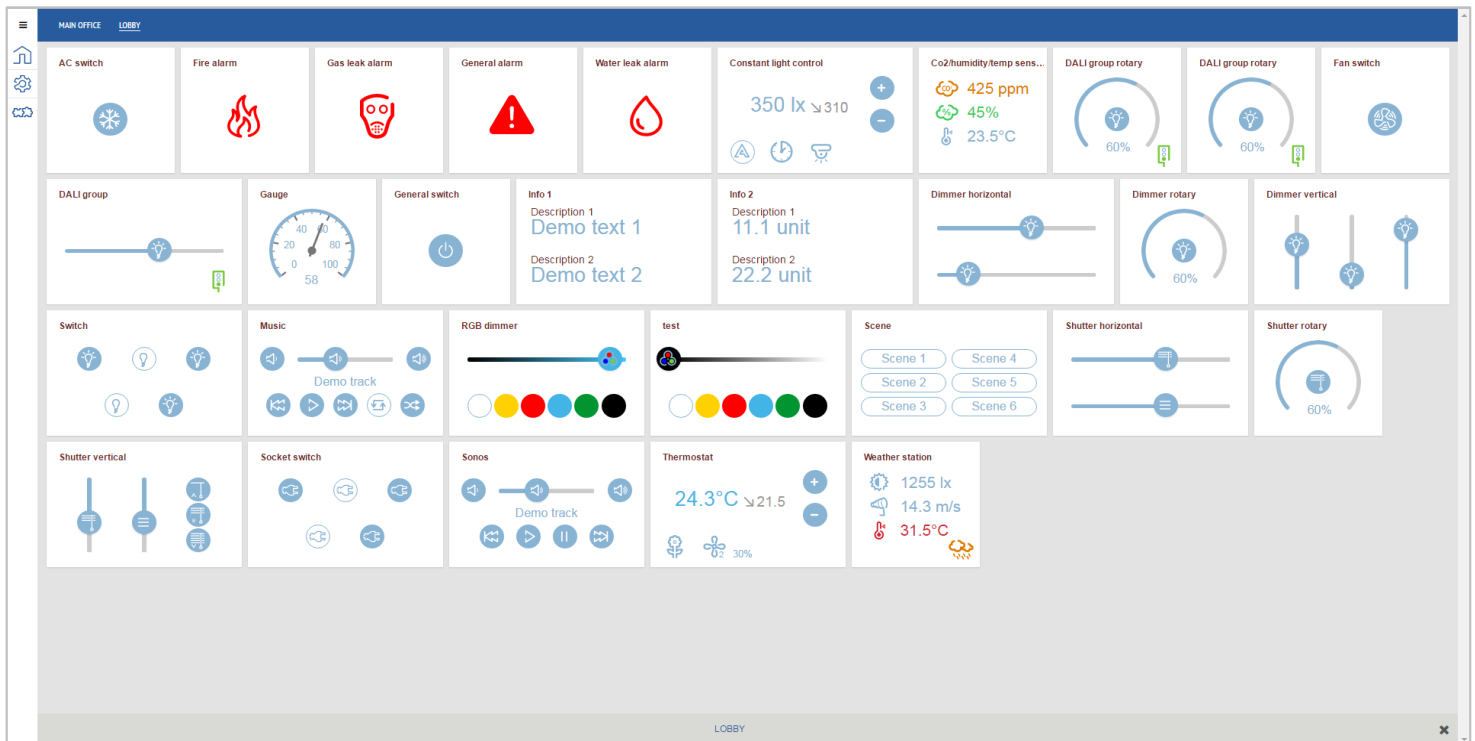 MAIN OFFICE LOBBY
AC switch
Fire alarm
Gas leak alarm
General alarm
Water leak alarm
Constant light control
350 lx ↘310
A
Co2/humidity/temp sens...
CO 425 ppm
% 45%
23.5°C
DALI group rotary
60%
DALI group rotary
60%
Fan switch
DALI group
Gauge
40 60
20 80
0 100
58
General switch
Info 1
Description 1
Demo text 1
Description 2
Demo text 2
Info 2
Description 1
11.1 unit
Description 2
22.2 unit
Dimmer horizontal
Dimmer rotary
60%
Dimmer vertical
Switch
Music
Demo track
RGB dimmer
test
Scene
Scene 1 Scene 4
Scene 2 Scene 5
Scene 3 Scene 6
Shutter horizontal
Shutter rotary
60%
Shutter vertical
Socket switch
Sonos
Demo track
Thermostat
24.3°C ↘21.5
2 30%
Weather station
1255 lx
14.3 m/s
31.5°C
LOBBY